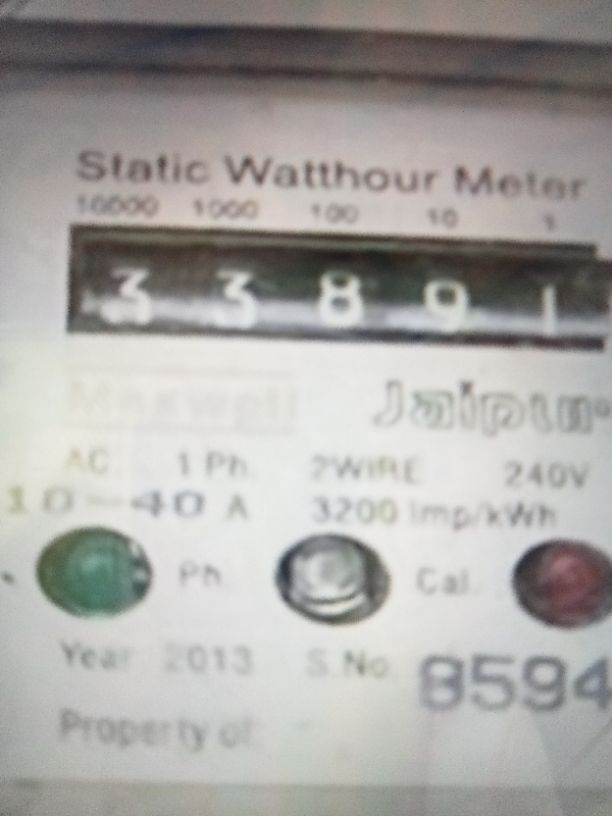 Static Watthour Meter
10000 1000 100 10 1
3 3 8 9 1
Maxwell Jaipur
AC 1 Ph. 2WIRE 240V
10-40 A 3200 Imp/kWh
Ph. Cal.
Year 2013 S.No. 8594
Property of